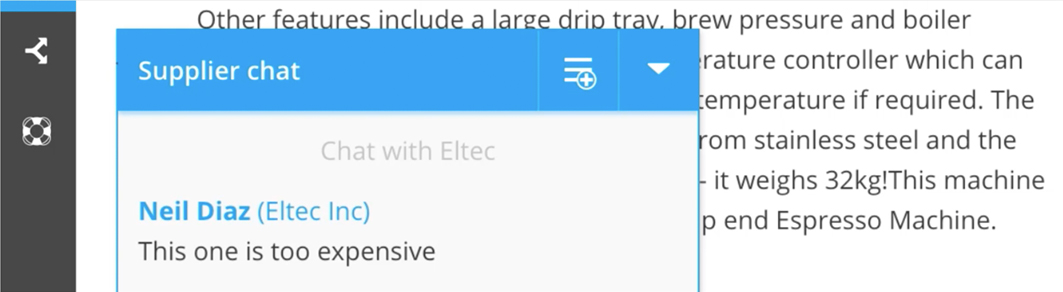 Other features include a large drip tray, brew pressure and boiler
Supplier chat
erature controller which can
temperature if required. The
Chat with Eltec
rom stainless steel and the
- it weighs 32kg!This machine
Neil Diaz (Eltec Inc)
p end Espresso Machine.
This one is too expensive